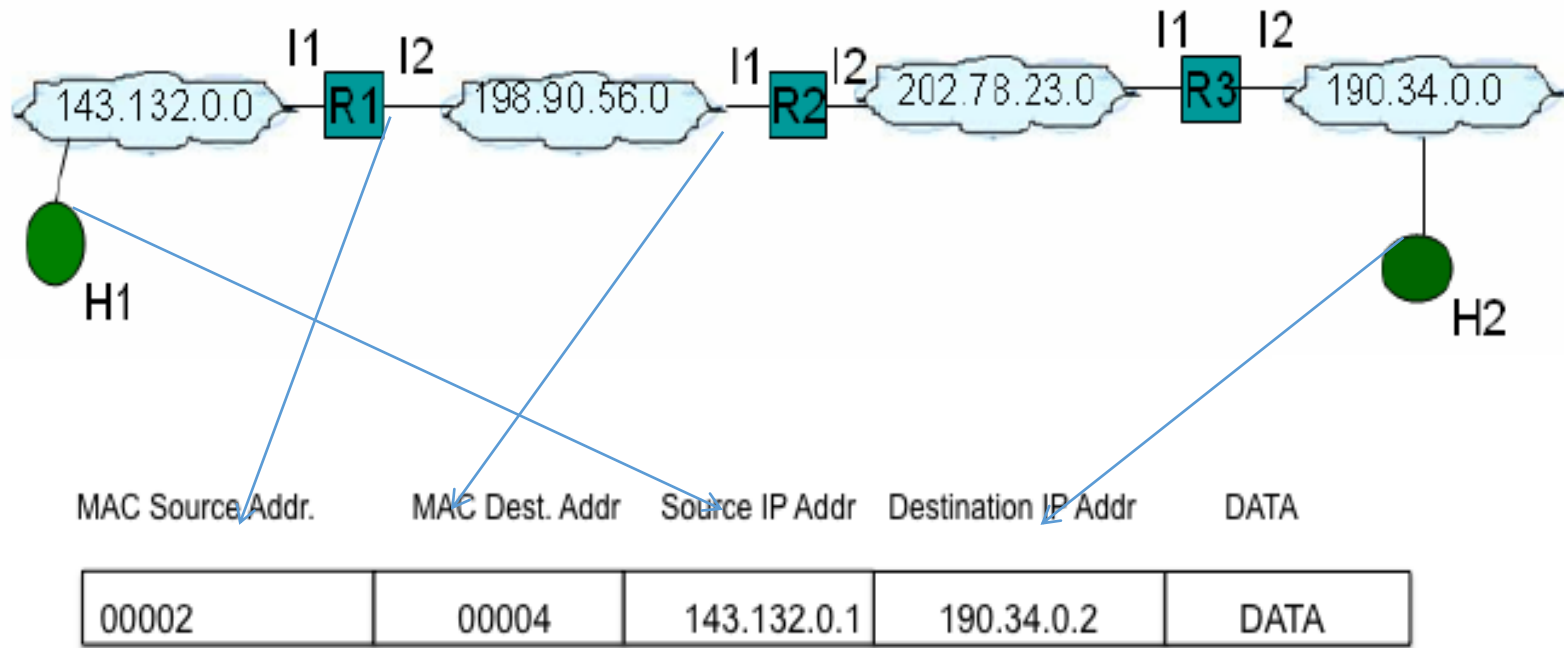 I1 I2 I1 I2 I1 I2
143.132.0.0 R1 198.90.56.0 R2 202.78.23.0 R3 190.34.0.0
H1 H2
MAC Source Addr. MAC Dest. Addr Source IP Addr Destination IP Addr DATA
00002 00004 143.132.0.1 190.34.0.2 DATA